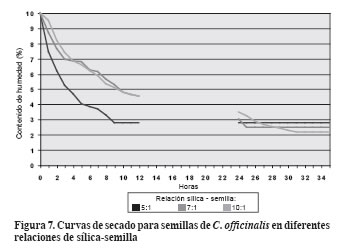 Contenido de humedad (%)
10
9
8
7
6
5
4
3
2
1
0
0 2 4 6 8 10 12 14 16 18 20 22 24 26 28 30 32 34
Horas
Relación silica - semilla:
5:1 7:1 10:1
Figura 7. Curvas de secado para semillas de C. officinalis en diferentes
relaciones de sílica-semilla